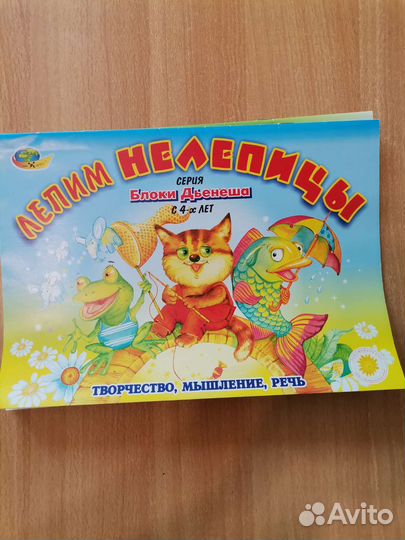 ЛЕПИМ НЕЛЕПИЦЫ
СЕРИЯ
Блоки Дьенеша
С 4-х ЛЕТ
ТВОРЧЕСТВО, МЫШЛЕНИЕ, РЕЧЬ
Avito